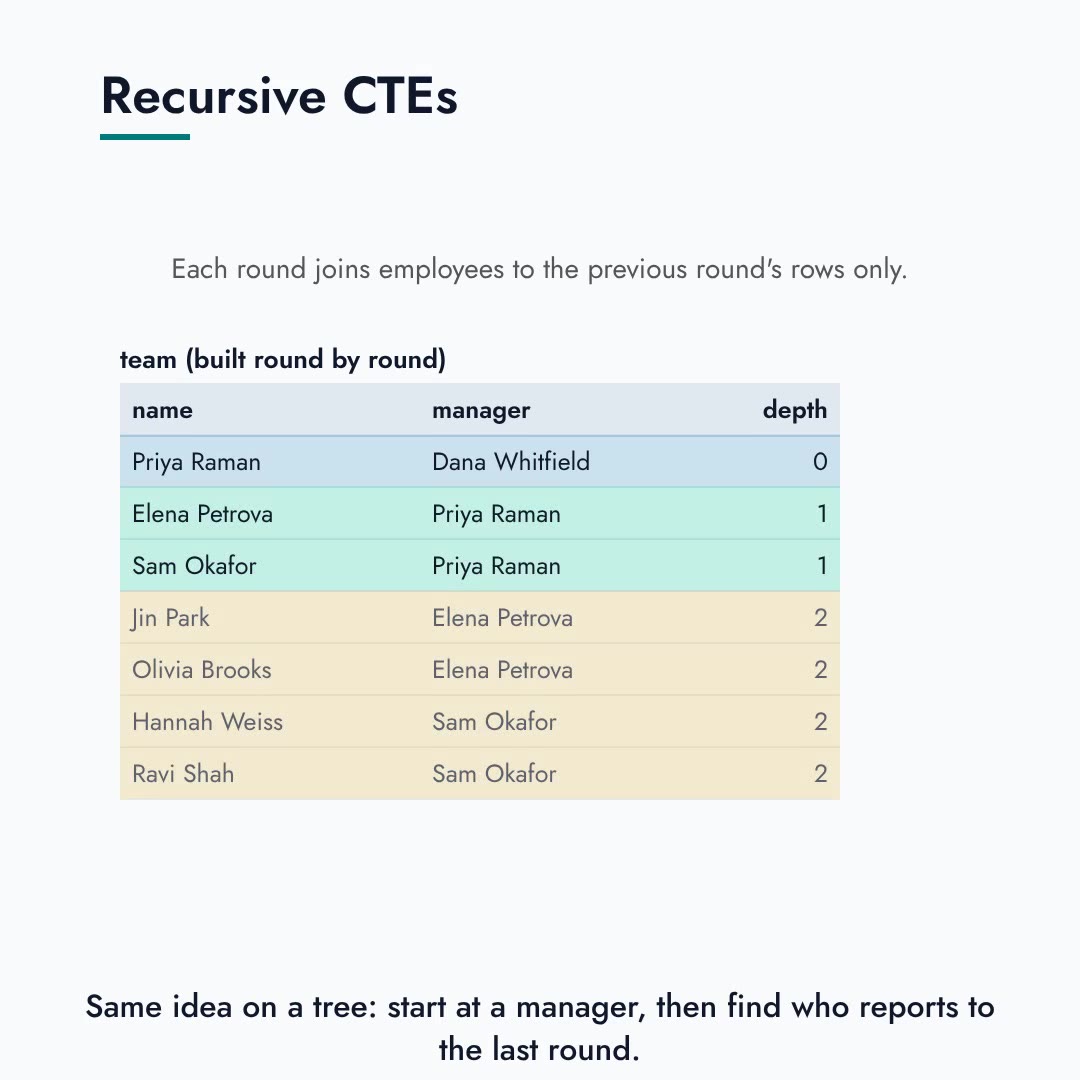 Recursive CTEs
Each round joins employees to the previous round's rows only.
team (built round by round)
name manager depth
Priya Raman Dana Whitfield 0
Elena Petrova Priya Raman 1
Sam Okafor Priya Raman 1
Jin Park Elena Petrova 2
Olivia Brooks Elena Petrova 2
Hannah Weiss Sam Okafor 2
Ravi Shah Sam Okafor 2
Same idea on a tree: start at a manager, then find who reports to
the last round.